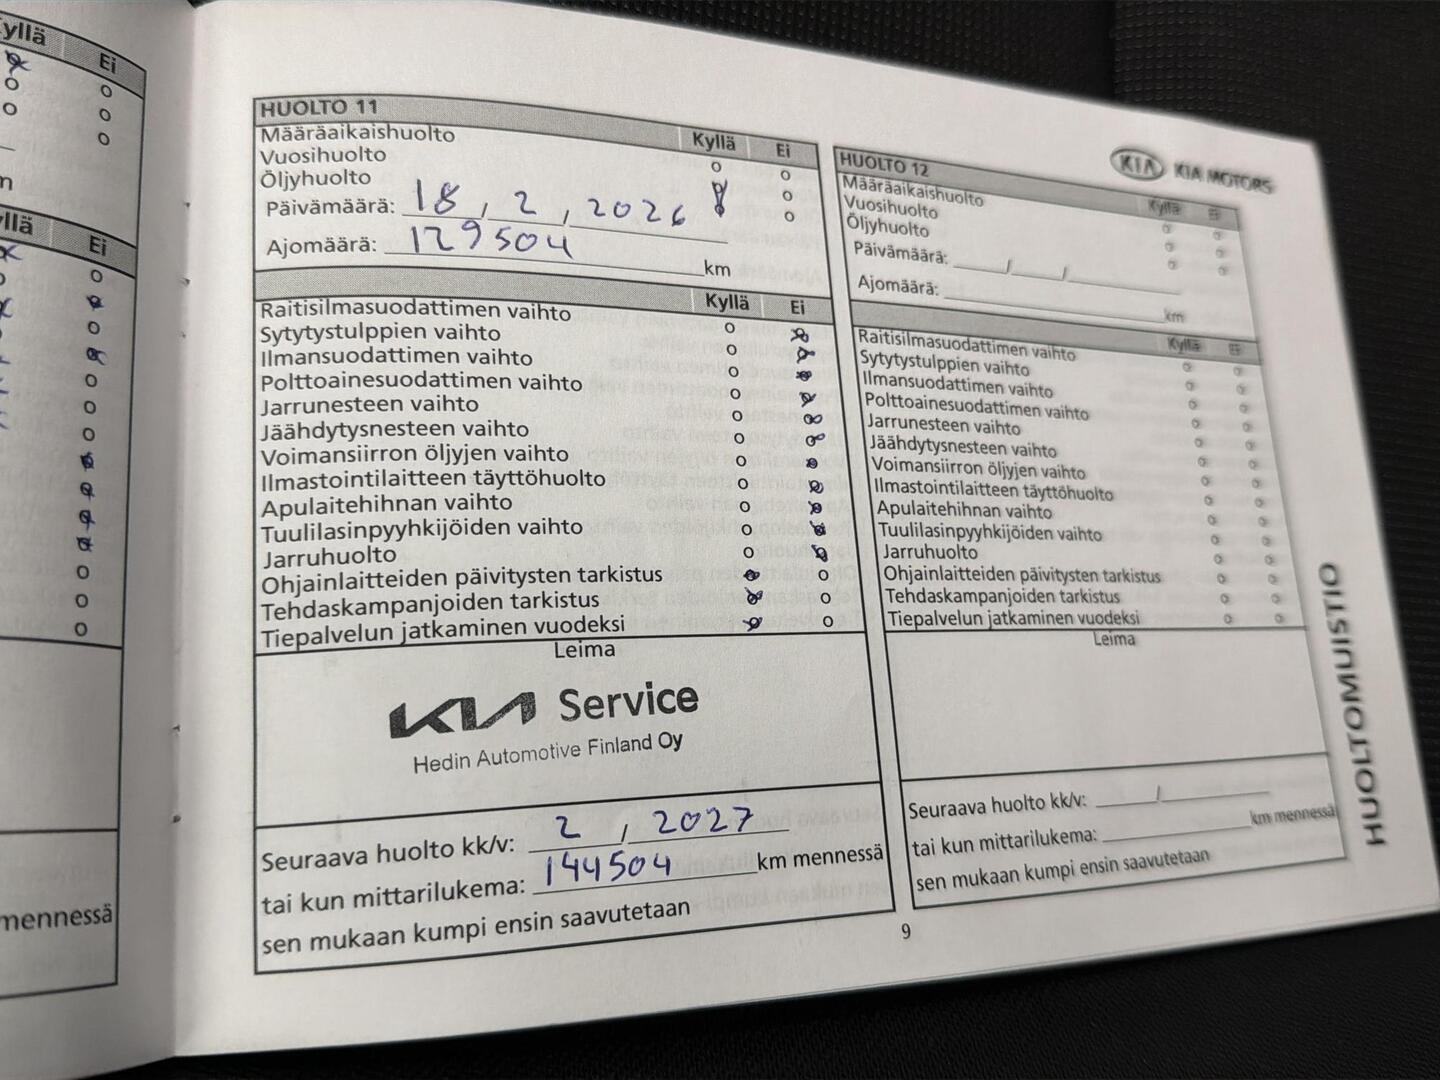 Kyllä Ei
Kyllä Ei
mennessä
HUOLTO 11
Määräaikaishuolto Kyllä Ei
Vuosihuolto
Öljyhuolto
Päivämäärä: 18 / 2 / 2026
Ajomäärä: 129504 km
Kyllä Ei
Raitisilmasuodattimen vaihto
Sytytystulppien vaihto
Ilmansuodattimen vaihto
Polttoainesuodattimen vaihto
Jarrunesteen vaihto
Jäähdytysnesteen vaihto
Voimansiirron öljyjen vaihto
Ilmastointilaitteen täyttöhuolto
Apulaitehihnan vaihto
Tuulilasinpyyhkijöiden vaihto
Jarruhuolto
Ohjainlaitteiden päivitysten tarkistus
Tehdaskampanjoiden tarkistus
Tiepalvelun jatkaminen vuodeksi
Leima
KIA Service
Hedin Automotive Finland Oy
Seuraava huolto kk/v: 2 / 2027
tai kun mittarilukema: 144504 km mennessä
sen mukaan kumpi ensin saavutetaan
KIA KIA MOTORS
HUOLTO 12
Määräaikaishuolto Kyllä Ei
Vuosihuolto
Öljyhuolto
Päivämäärä: / /
Ajomäärä: km
Kyllä Ei
Raitisilmasuodattimen vaihto
Sytytystulppien vaihto
Ilmansuodattimen vaihto
Polttoainesuodattimen vaihto
Jarrunesteen vaihto
Jäähdytysnesteen vaihto
Voimansiirron öljyjen vaihto
Ilmastointilaitteen täyttöhuolto
Apulaitehihnan vaihto
Tuulilasinpyyhkijöiden vaihto
Jarruhuolto
Ohjainlaitteiden päivitysten tarkistus
Tehdaskampanjoiden tarkistus
Tiepalvelun jatkaminen vuodeksi
Leima
Seuraava huolto kk/v: /
tai kun mittarilukema: km mennessä
sen mukaan kumpi ensin saavutetaan
9
HUOLTOMUISTIO